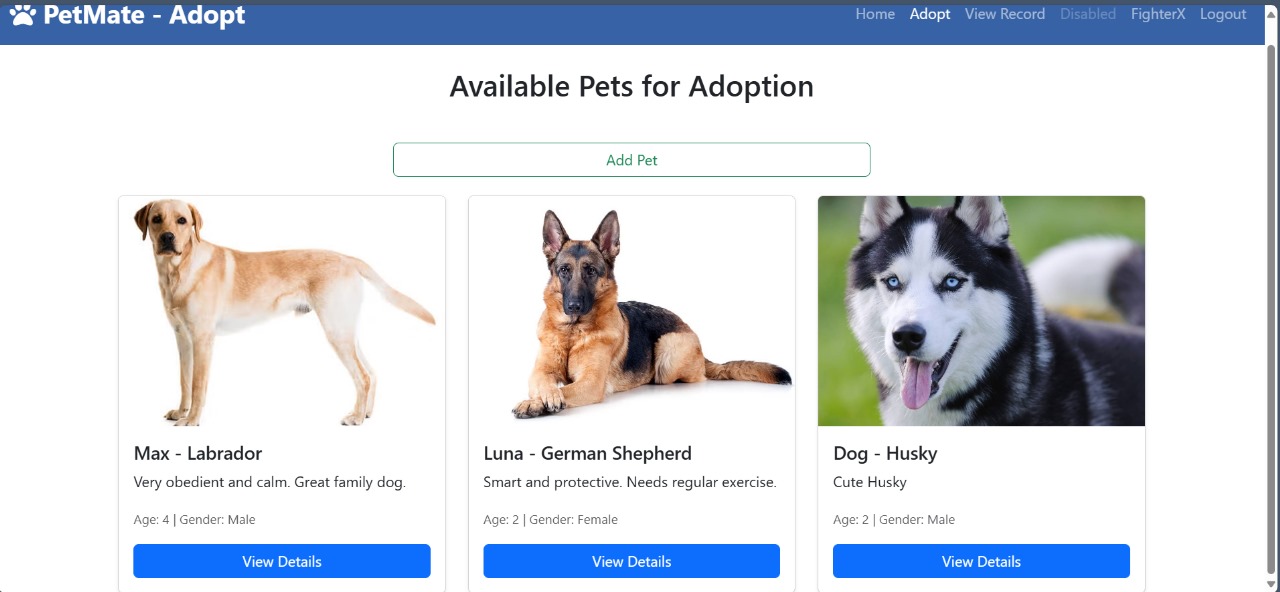 PetMate - Adopt
Home Adopt View Record Disabled FighterX Logout
Available Pets for Adoption
Add Pet
Max - Labrador
Very obedient and calm. Great family dog.
Age: 4 | Gender: Male
View Details
Luna - German Shepherd
Smart and protective. Needs regular exercise.
Age: 2 | Gender: Female
View Details
Dog - Husky
Cute Husky
Age: 2 | Gender: Male
View Details